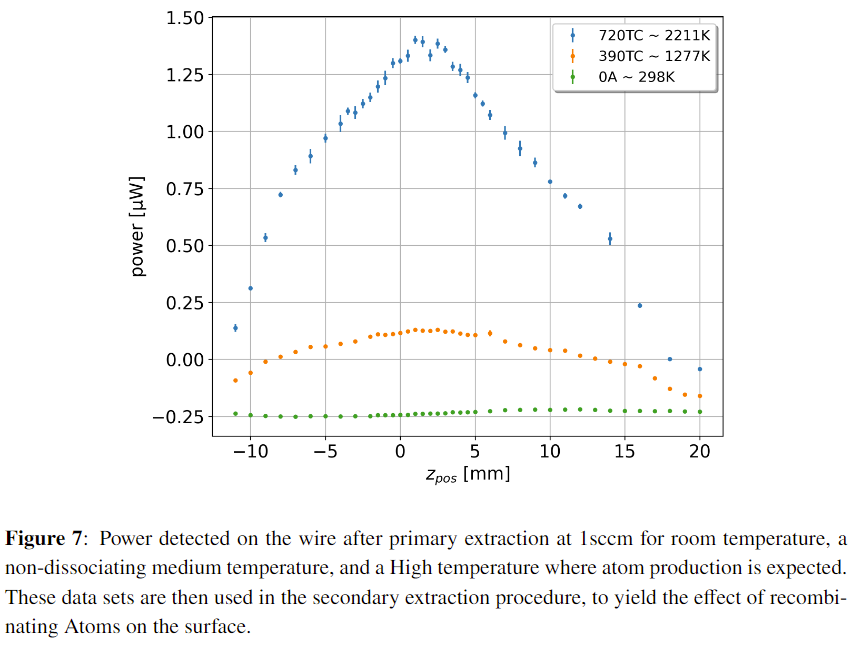 1.50
1.25
1.00
0.75
0.50
0.25
0.00
−0.25
power [μW]
720TC ~ 2211K
390TC ~ 1277K
0A ~ 298K
−10 −5 0 5 10 15 20
zpos [mm]
Figure 7: Power detected on the wire after primary extraction at 1sccm for room temperature, a
non-dissociating medium temperature, and a High temperature where atom production is expected.
These data sets are then used in the secondary extraction procedure, to yield the effect of recombi-
nating Atoms on the surface.